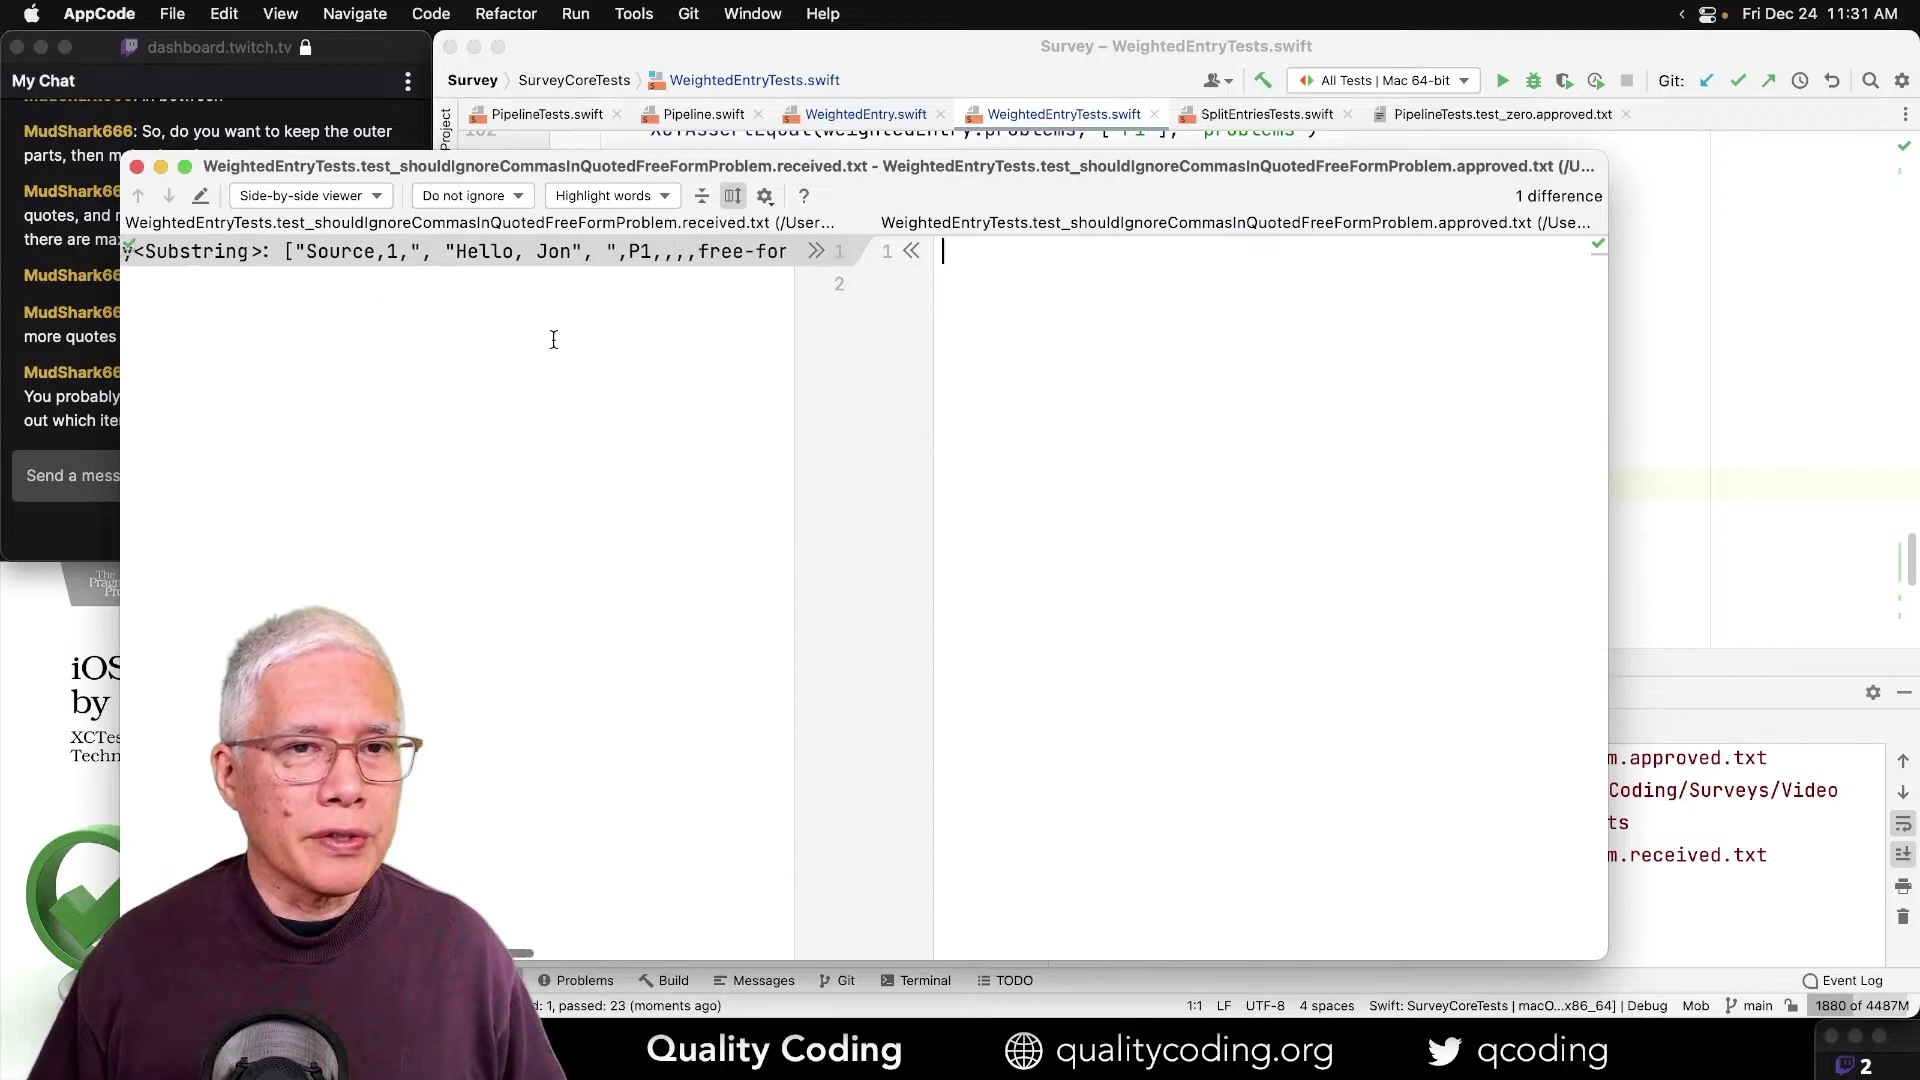 AppCode File Edit View Navigate Code Refactor Run Tools Git Window Help
Fri Dec 24 11:31 AM
dashboard.twitch.tv
Survey – WeightedEntryTests.swift
My Chat
Survey SurveyCoreTests WeightedEntryTests.swift
All Tests | Mac 64-bit
Git:
PipelineTests.swift Pipeline.swift WeightedEntry.swift WeightedEntryTests.swift SplitEntriesTests.swift PipelineTests.test_zero.approved.txt
Project
MudShark666: So, do you want to keep the outer
parts, then
WeightedEntryTests.test_shouldIgnoreCommasInQuotedFreeFormProblem.received.txt - WeightedEntryTests.test_shouldIgnoreCommasInQuotedFreeFormProblem.approved.txt (/U...
Side-by-side viewer Do not ignore Highlight words ? 1 difference
WeightedEntryTests.test_shouldIgnoreCommasInQuotedFreeFormProblem.received.txt (/User...
WeightedEntryTests.test_shouldIgnoreCommasInQuotedFreeFormProblem.approved.txt (/Use...
y<Substring>: ["Source,1,", "Hello, Jon", ",P1,,,,free-for
1 1
2
MudShark66
quotes, and
there are
MudShark66
MudShark66
more quotes
MudShark66
You probably
out which
Send a mess
The
Prag
Pr
iOS
by
XCTes
Techn
m.approved.txt
Coding/Surveys/Video
ts
m.received.txt
Problems Build Messages Git Terminal TODO
Event Log
d: 1, passed: 23 (moments ago)
1:1 LF UTF-8 4 spaces Swift: SurveyCoreTests | macO...x86_64] | Debug Mob main 1880 of 4487M
Quality Coding qualitycoding.org qcoding
2